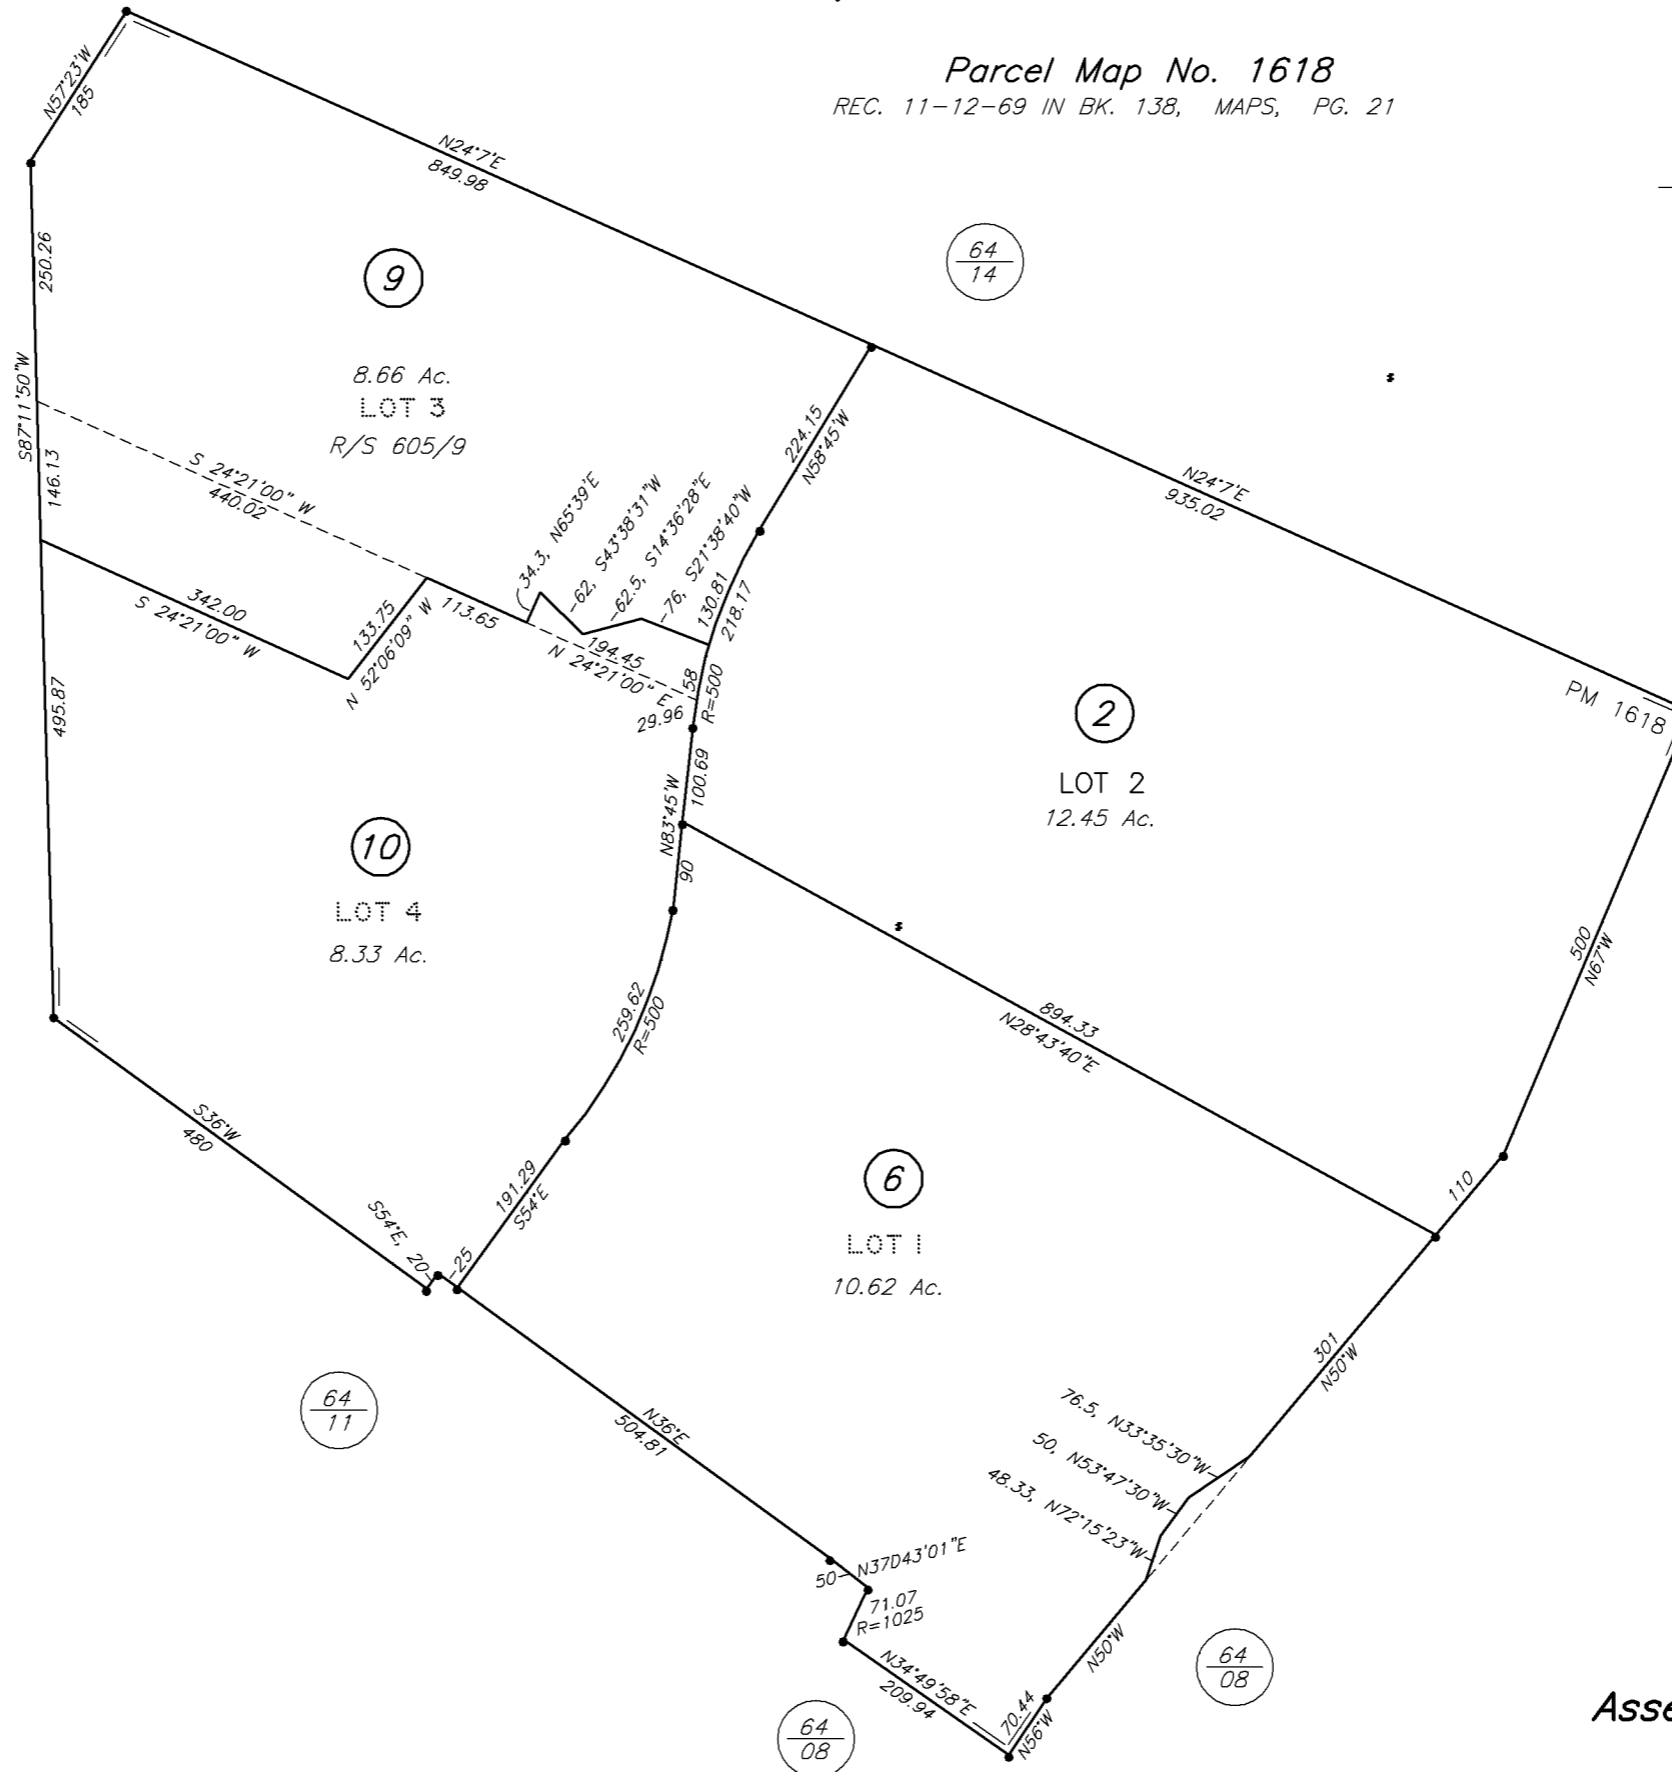 Parcel Map No. 1618
REC. 11-12-69 IN BK. 138, MAPS, PG. 21
N57°23'W
185
N24°7'E
849.98
64
14
250.26
9
8.66 Ac.
LOT 3
R/S 605/9
S87°11'50"W
146.13
S 24°21'00" W
440.02
224.15
N58°45'W
N24°7'E
935.02
34.3, N65°39'E
62, S43°38'31"W
62.5, S14°36'28"E
76, S21°38'40"W
130.81
218.17
342.00
S 24°21'00" W
133.75
N 52°06'09" W
113.65
194.45
N 24°21'00" E
58
R=500
29.96
495.87
PM 1618
2
LOT 2
12.45 Ac.
100.69
N83°45'W
90
10
LOT 4
8.33 Ac.
500
N67°W
259.62
R=500
894.33
N28°43'40"E
S36°W
480
191.29
S54°E
S54°E, 20
25
110
6
LOT 1
10.62 Ac.
301
N50°W
64
11
N36°E
504.81
76.5, N33°35'30"W
50, N53°47'30"W
48.33, N72°15'23"W
50 N37D43'01"E
71.07
R=1025
N50°W
64
08
N34°49'58"E
209.94
70.44
N56°W
64
08
Asse